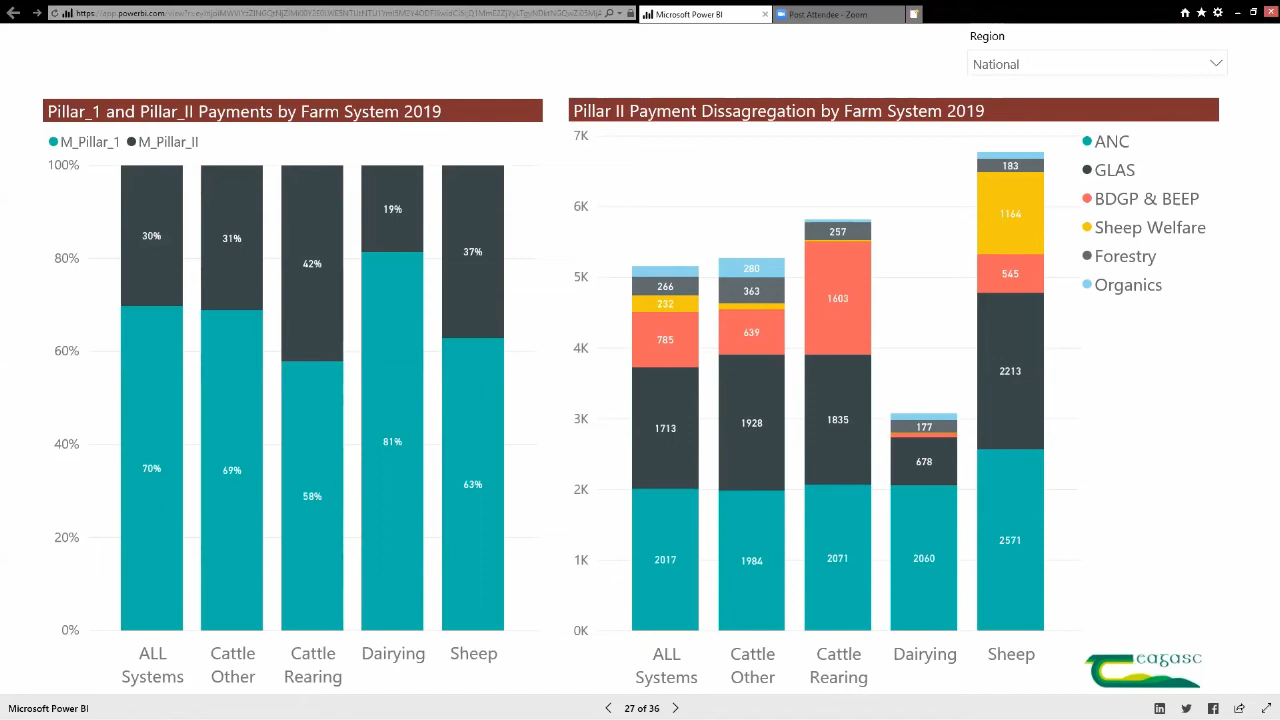 Microsoft Power BI
Post Attendee - Zoom
Region
National
Pillar_1 and Pillar_II Payments by Farm System 2019
M_Pillar_1 M_Pillar_II
100%
80%
60%
40%
20%
0%
30% 31% 42% 19% 37%
70% 69% 58% 81% 63%
ALL Systems
Cattle Other
Cattle Rearing
Dairying
Sheep
Pillar II Payment Dissagregation by Farm System 2019
7K
6K
5K
4K
3K
2K
1K
0K
266
232
785
1713
2017
280
363
639
1928
1984
257
1603
1835
2071
177
678
2060
183
1164
545
2213
2571
ALL Systems
Cattle Other
Cattle Rearing
Dairying
Sheep
ANC
GLAS
BDGP & BEEP
Sheep Welfare
Forestry
Organics
eagasc
Microsoft Power BI
27 of 36